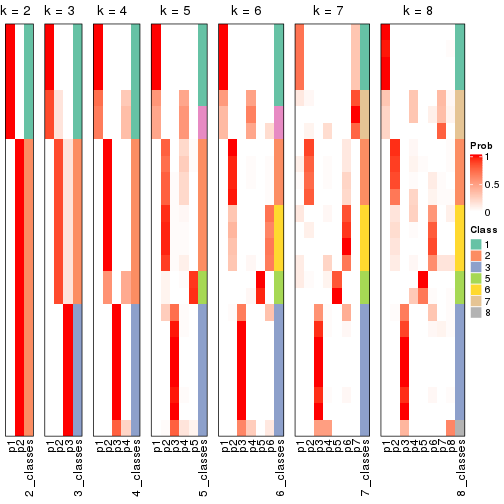 k = 2 k = 3 k = 4 k = 5 k = 6 k = 7 k = 8
Prob
1
0.5
0
Class
1
2
3
5
6
7
8
p1 p2 2_classes
p1 p2 p3 3_classes
p1 p2 p3 p4 4_classes
p1 p2 p3 p4 p5 5_classes
p1 p2 p3 p4 p5 p6 6_classes
p1 p2 p3 p4 p5 p6 p7 7_classes
p1 p2 p3 p4 p5 p6 p7 p8 8_classes